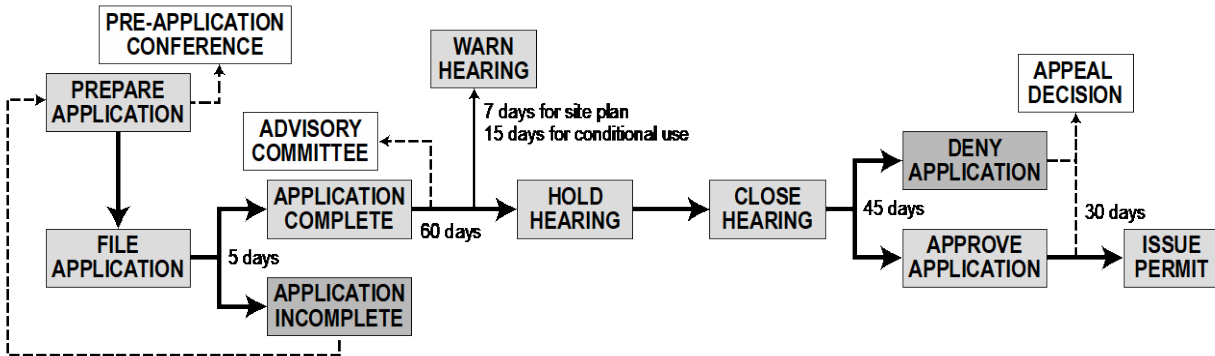 PRE-APPLICATION
CONFERENCE
PREPARE
APPLICATION
WARN
HEARING
7 days for site plan
15 days for conditional use
ADVISORY
COMMITTEE
APPEAL
DECISION
DENY
APPLICATION
APPLICATION
COMPLETE
60 days
HOLD
HEARING
CLOSE
HEARING
45 days
30 days
FILE
APPLICATION
5 days
APPROVE
APPLICATION
ISSUE
PERMIT
APPLICATION
INCOMPLETE